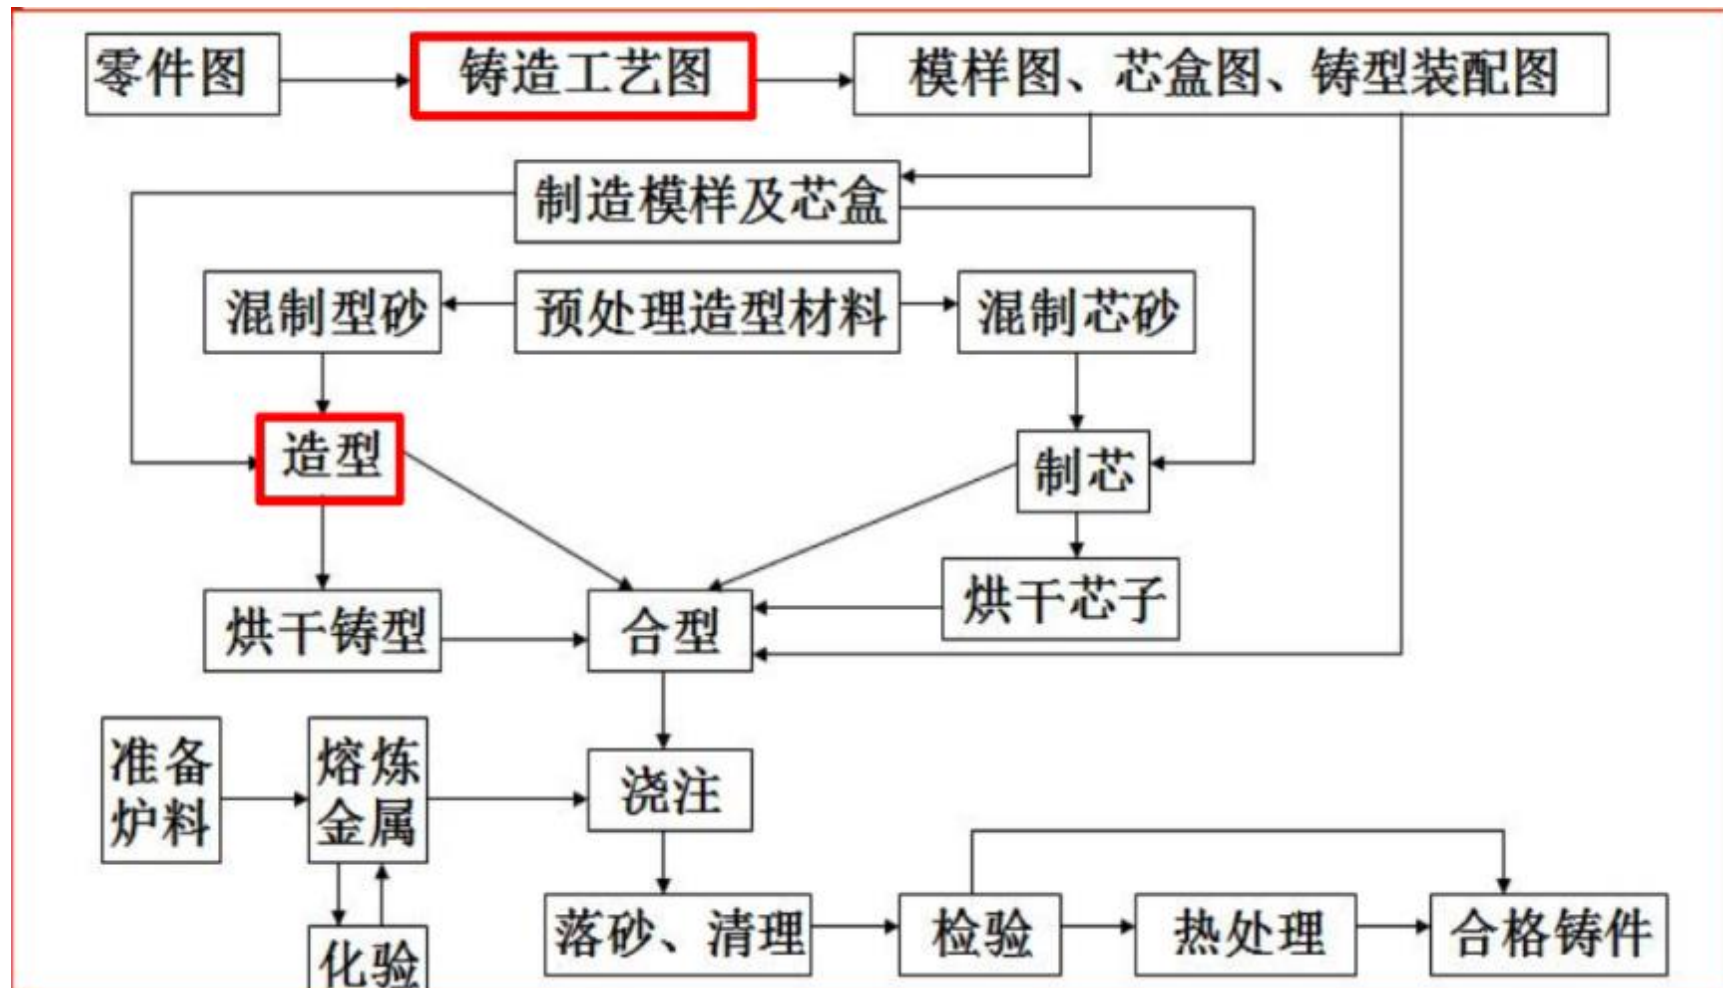 零件图
铸造工艺图
模样图、芯盒图、铸型装配图
制造模样及芯盒
混制型砂
预处理造型材料
混制芯砂
造型
制芯
烘干芯子
烘干铸型
合型
准备
炉料
熔炼
金属
浇注
落砂、清理
检验
热处理
合格铸件
化验